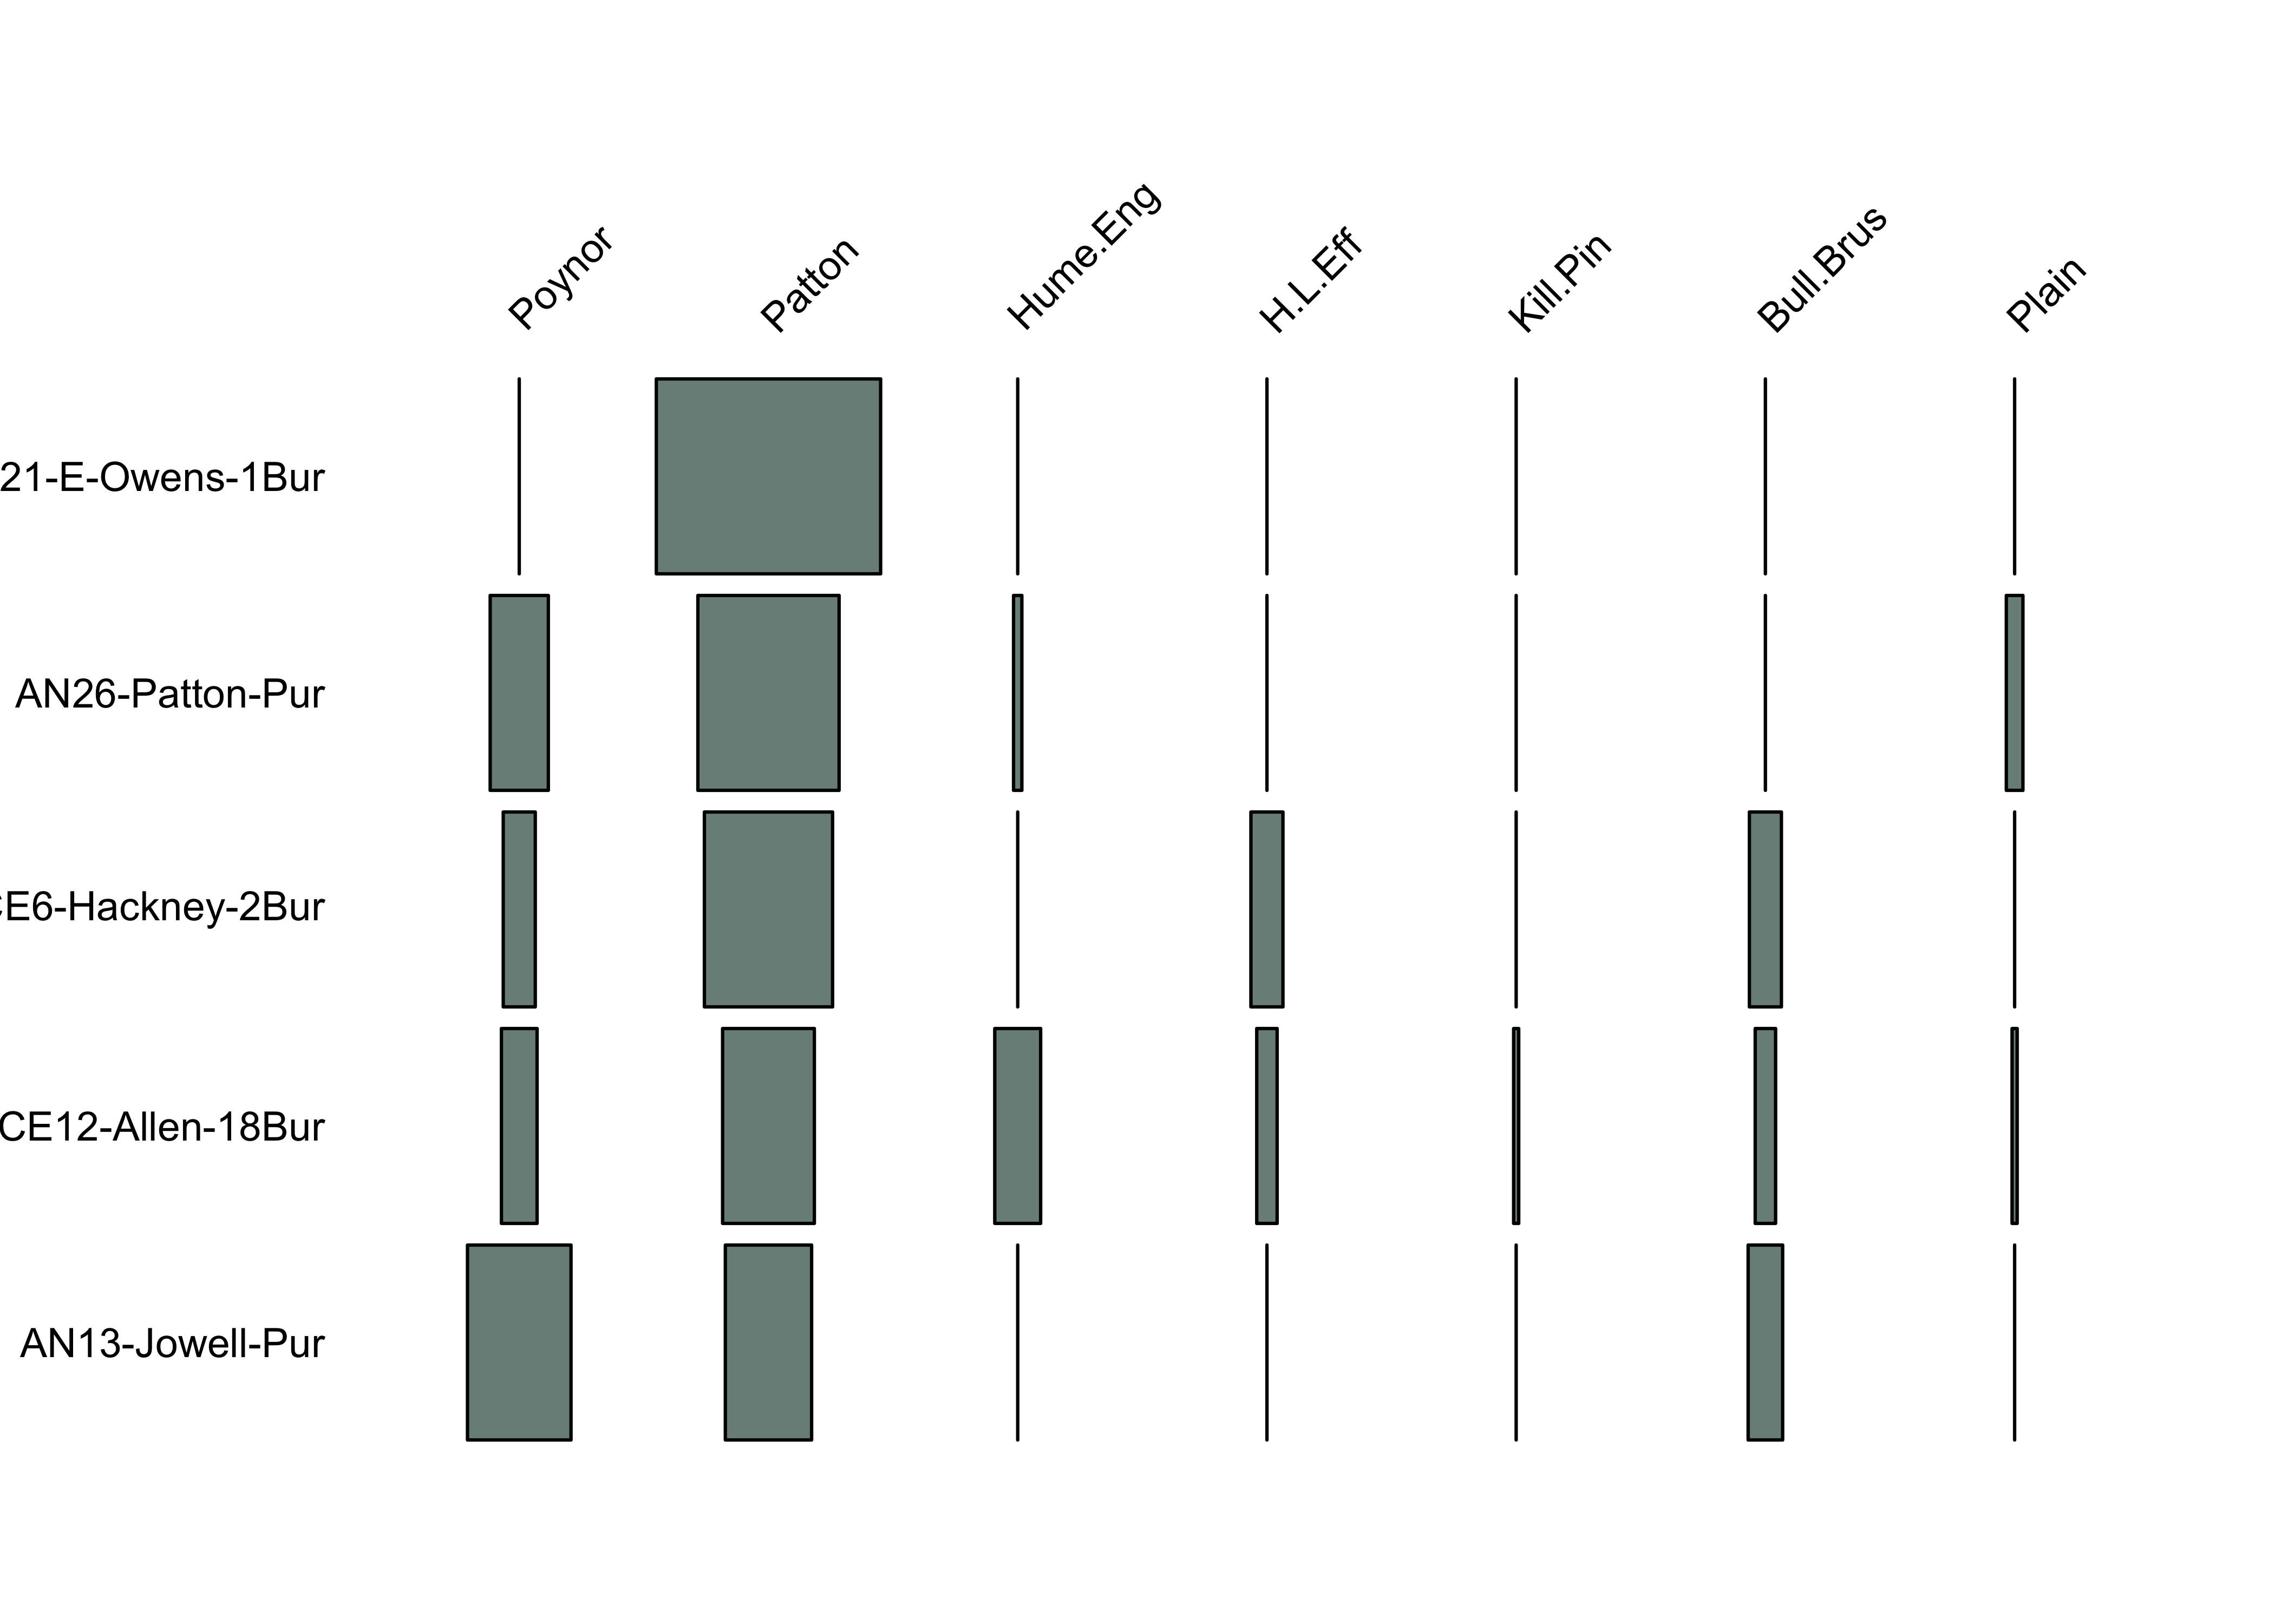 Poynor
Patton
Hume.Eng
H.L.Eff
Kill.Pin
Bull.Brus
Plain
21-E-Owens-1Bur
AN26-Patton-Pur
CE6-Hackney-2Bur
CE12-Allen-18Bur
AN13-Jowell-Pur